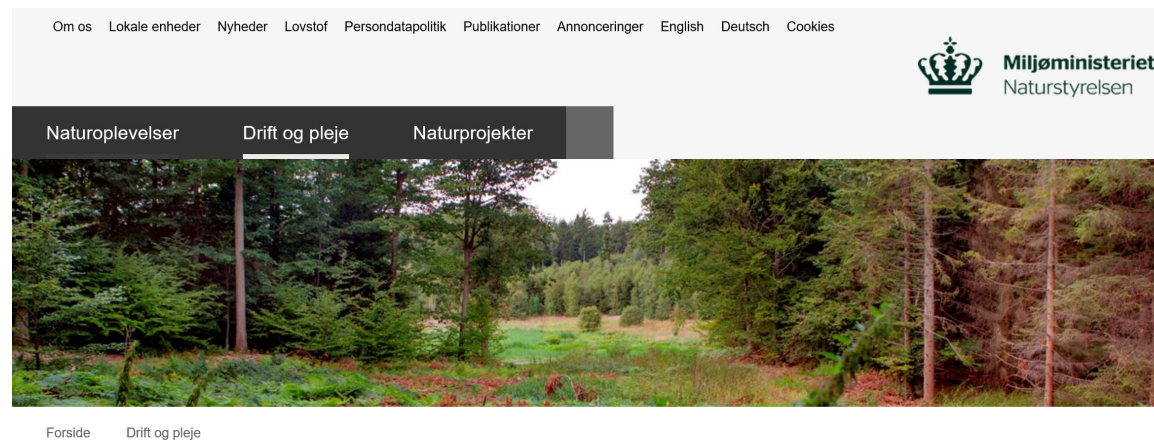 Om os Lokale enheder Nyheder Lovstof Persondatapolitik Publikationer Annonceringer English Deutsch Cookies
Miljøministeriet
Naturstyrelsen
Naturoplevelser Drift og pleje Naturprojekter
Forside Drift og pleje